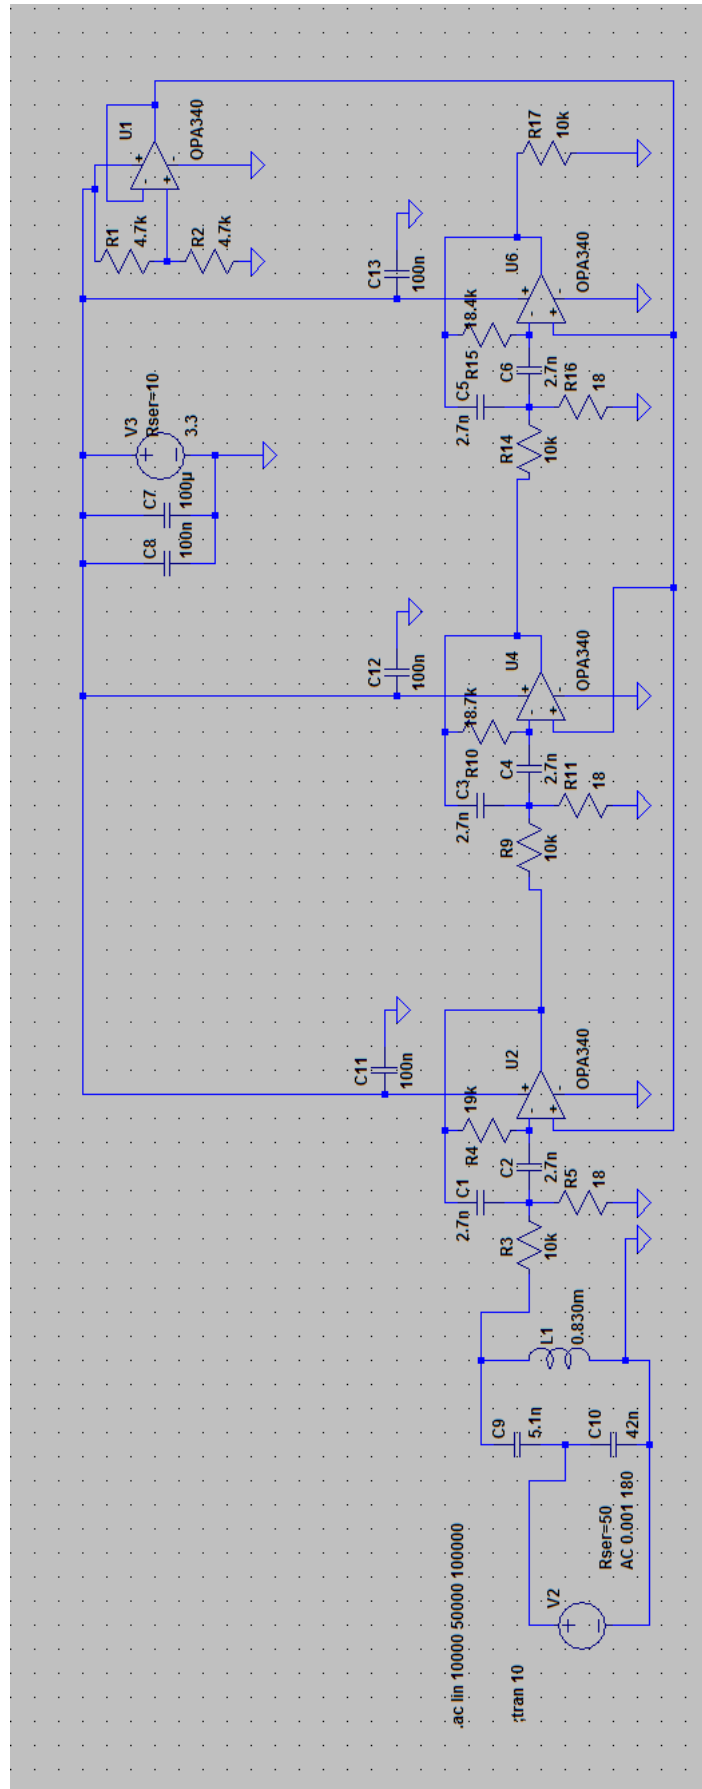 U1
OPA340
R1
4.7k
R2
4.7k
R17
10k
C13
100n
U6
OPA340
18.4k
R15
C5
2.7n
C6
2.7n
R16
18
R14
10k
V3
Rser=10
3.3
C7
100µ
C8
100n
C12
100n
U4
OPA340
18.7k
R10
C3
2.7n
C4
2.7n
R11
18
R9
10k
C11
100n
U2
OPA340
19k
R4
C1
2.7n
C2
2.7n
R5
18
R3
10k
L1
0.830m
C9
5.1n
C10
42n
V2
Rser=50
AC 0.001 180
.ac lin 10000 50000 100000
;tran 10